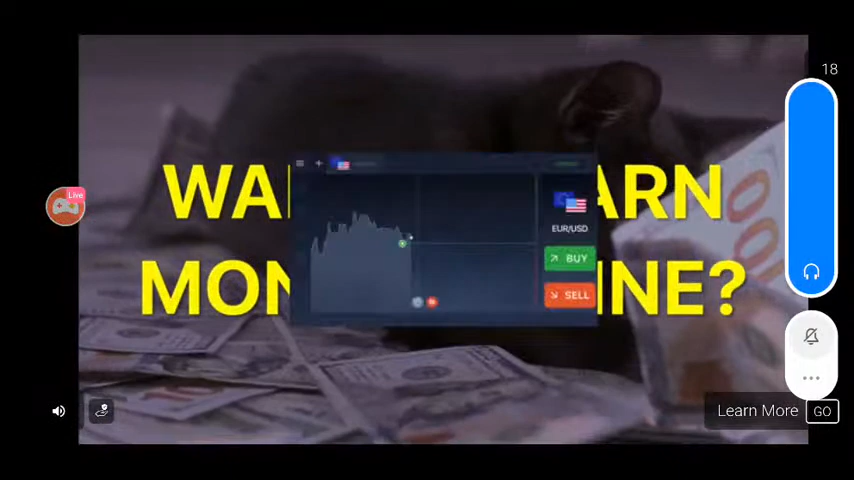 18
Live
WA ARN
MON INE?
EUR/USD
BUY
SELL
Learn More GO